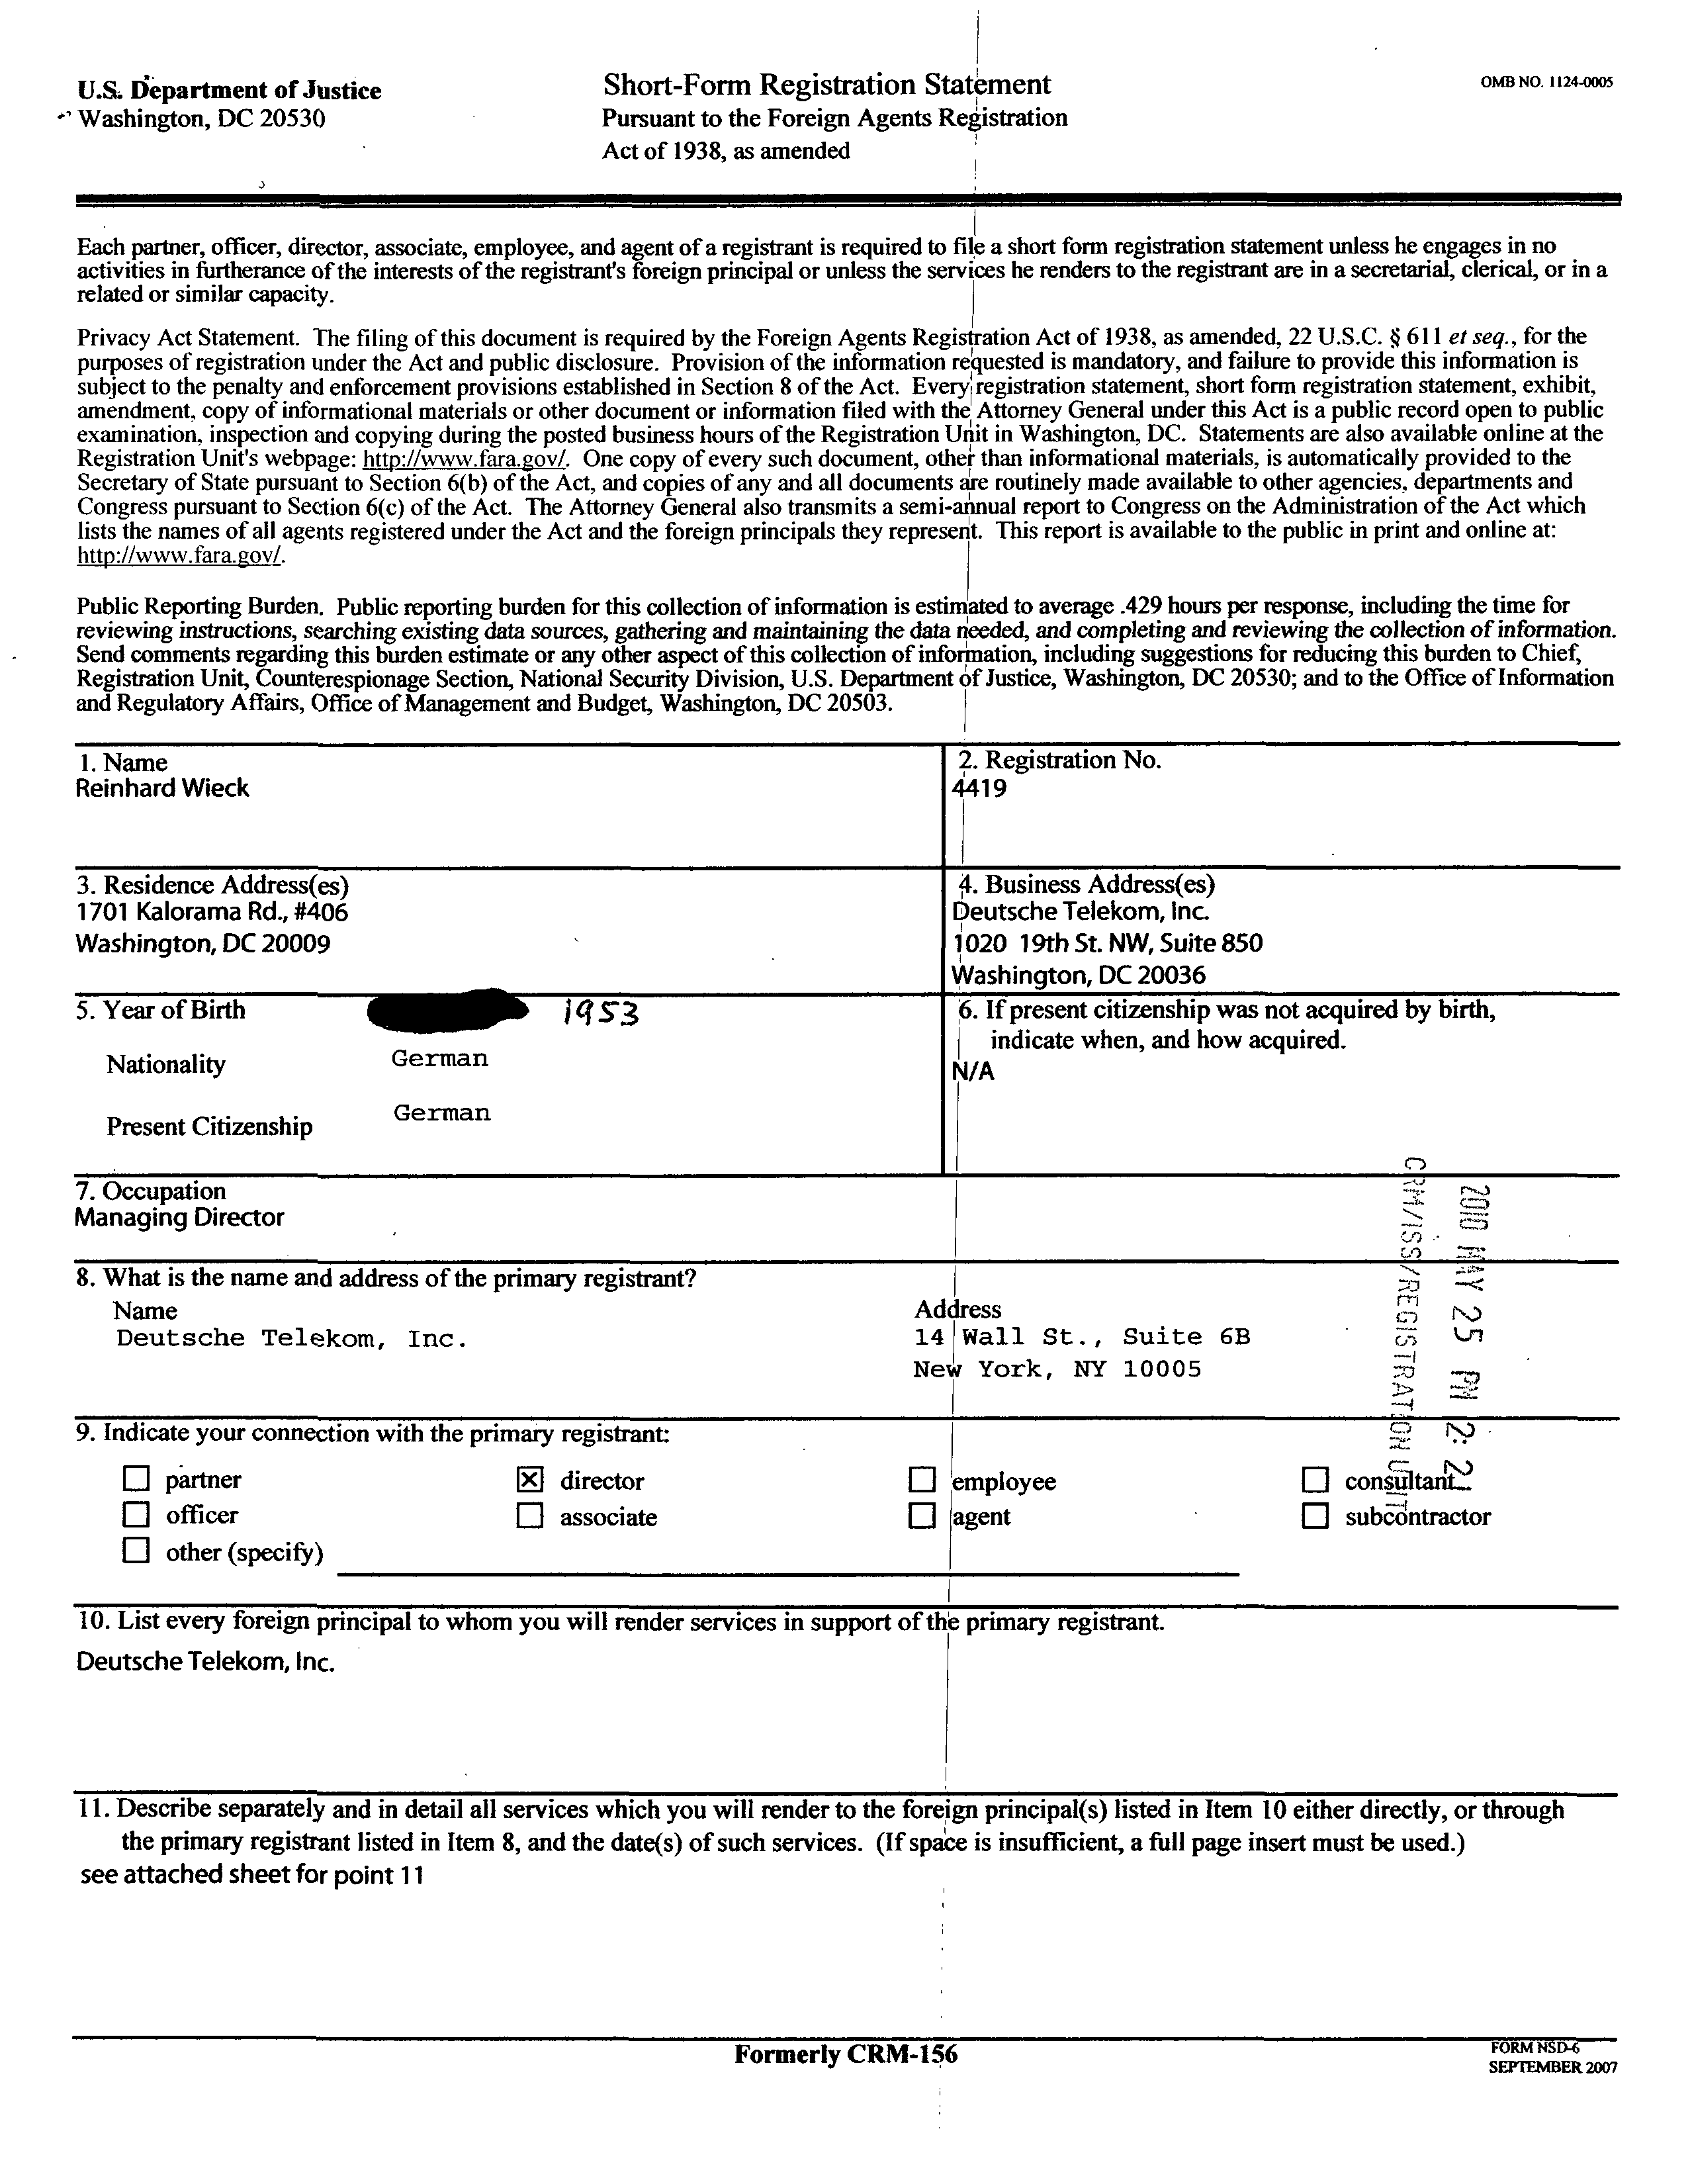 U.S. Department of Justice
Washington, DC 20530
Short-Form Registration Statement
Pursuant to the Foreign Agents Registration
Act of 1938, as amended
OMB NO. 1124-0005
Each partner, officer, director, associate, employee, and agent of a registrant is required to file a short form registration statement unless he engages in no
activities in furtherance of the interests of the registrant's foreign principal or unless the services he renders to the registrant are in a secretarial, clerical, or in a
related or similar capacity.
Privacy Act Statement. The filing of this document is required by the Foreign Agents Registration Act of 1938, as amended, 22 U.S.C. § 611 et seq., for the
purposes of registration under the Act and public disclosure. Provision of the information requested is mandatory, and failure to provide this information is
subject to the penalty and enforcement provisions established in Section 8 of the Act. Every registration statement, short form registration statement, exhibit,
amendment, copy of informational materials or other document or information filed with the Attorney General under this Act is a public record open to public
examination, inspection and copying during the posted business hours of the Registration Unit in Washington, DC. Statements are also available online at the
Registration Unit's webpage: http://www.fara.gov/. One copy of every such document, other than informational materials, is automatically provided to the
Secretary of State pursuant to Section 6(b) of the Act, and copies of any and all documents are routinely made available to other agencies, departments and
Congress pursuant to Section 6(c) of the Act. The Attorney General also transmits a semi-annual report to Congress on the Administration of the Act which
lists the names of all agents registered under the Act and the foreign principals they represent. This report is available to the public in print and online at:
http://www.fara.gov/.
Public Reporting Burden. Public reporting burden for this collection of information is estimated to average .429 hours per response, including the time for
reviewing instructions, searching existing data sources, gathering and maintaining the data needed, and completing and reviewing the collection of information.
Send comments regarding this burden estimate or any other aspect of this collection of information, including suggestions for reducing this burden to Chief,
Registration Unit, Counterespionage Section, National Security Division, U.S. Department of Justice, Washington, DC 20530; and to the Office of Information
and Regulatory Affairs, Office of Management and Budget, Washington, DC 20503.
1. Name
Reinhard Wieck
2. Registration No.
4419
3. Residence Address(es)
1701 Kalorama Rd., #406
Washington, DC 20009
4. Business Address(es)
Deutsche Telekom, Inc.
1020 19th St. NW, Suite 850
Washington, DC 20036
5. Year of Birth 1953
Nationality German
Present Citizenship German
6. If present citizenship was not acquired by birth,
indicate when, and how acquired.
N/A
7. Occupation
Managing Director
2010 MAY 25 PM 2: 2
CRM/ISS/REGISTRATION UNIT
8. What is the name and address of the primary registrant?
Name
Deutsche Telekom, Inc.
Address
14 Wall St., Suite 6B
New York, NY 10005
9. Indicate your connection with the primary registrant:
partner ☒ director employee consultant
officer associate agent subcontractor
other (specify)
10. List every foreign principal to whom you will render services in support of the primary registrant.
Deutsche Telekom, Inc.
11. Describe separately and in detail all services which you will render to the foreign principal(s) listed in Item 10 either directly, or through
the primary registrant listed in Item 8, and the date(s) of such services. (If space is insufficient, a full page insert must be used.)
see attached sheet for point 11
Formerly CRM-156
FORM NSD-6
SEPTEMBER 2007